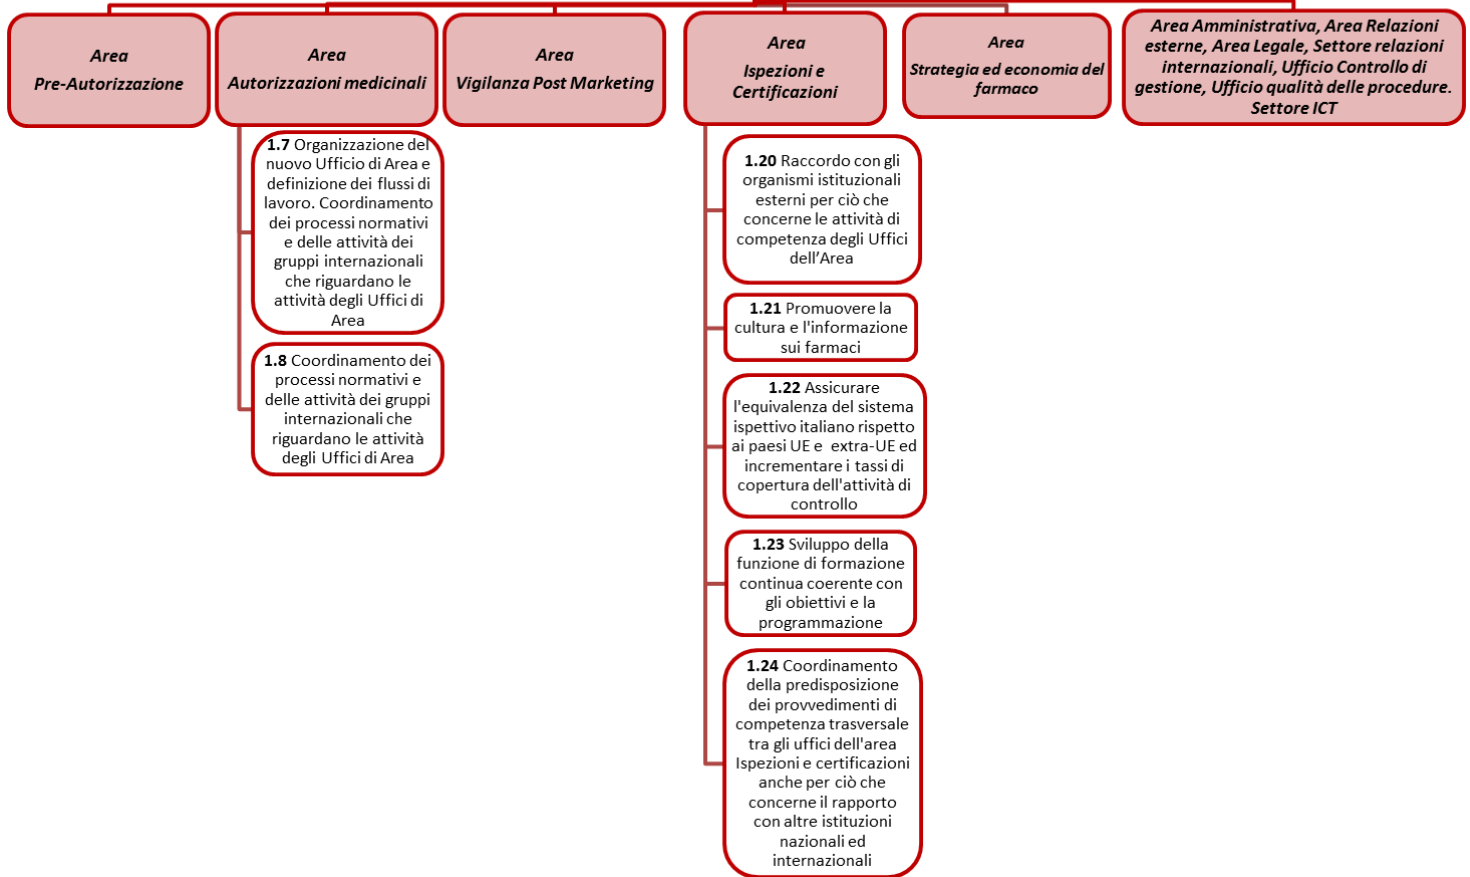 Area
Pre-Autorizzazione
Area
Autorizzazioni medicinali
Area
Vigilanza Post Marketing
Area
Ispezioni e
Certificazioni
Area
Strategia ed economia del
farmaco
Area Amministrativa, Area Relazioni
esterne, Area Legale, Settore relazioni
internazionali, Ufficio Controllo di
gestione, Ufficio qualità delle procedure.
Settore ICT
1.7 Organizzazione del
nuovo Ufficio di Area e
definizione dei flussi di
lavoro. Coordinamento
dei processi normativi
e delle attività dei
gruppi internazionali
che riguardano le
attività degli Uffici di
Area
1.8 Coordinamento dei
processi normativi e
delle attività dei gruppi
internazionali che
riguardano le attività
degli Uffici di Area
1.20 Raccordo con gli
organismi istituzionali
esterni per ciò che
concerne le attività di
competenza degli Uffici
dell’Area
1.21 Promuovere la
cultura e l'informazione
sui farmaci
1.22 Assicurare
l'equivalenza del sistema
ispettivo italiano rispetto
ai paesi UE e extra-UE ed
incrementare i tassi di
copertura dell'attività di
controllo
1.23 Sviluppo della
funzione di formazione
continua coerente con
gli obiettivi e la
programmazione
1.24 Coordinamento
della predisposizione
dei provvedimenti di
competenza trasversale
tra gli uffici dell'area
Ispezioni e certificazioni
anche per ciò che
concerne il rapporto
con altre istituzioni
nazionali ed
internazionali